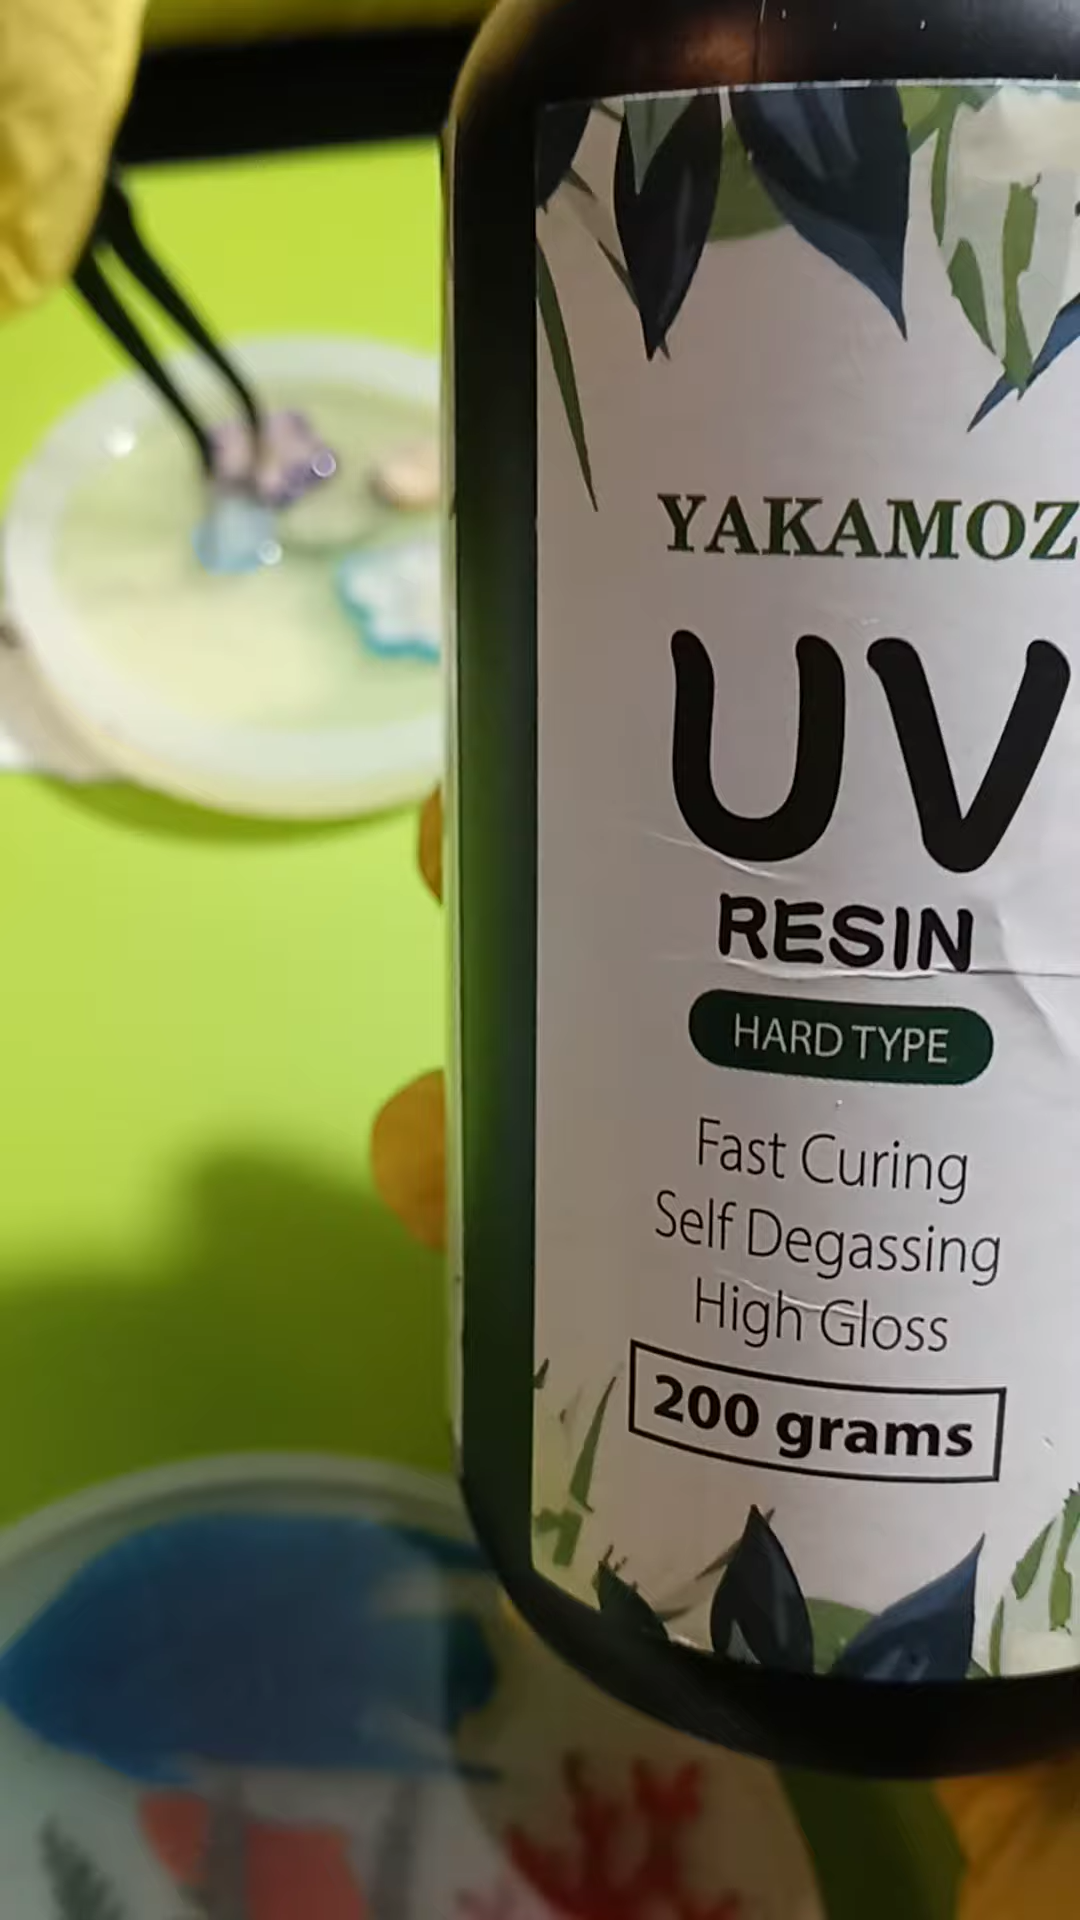 YAKAMOZ
UV
RESIN
HARD TYPE
Fast Curing
Self Degassing
High Gloss
200 grams